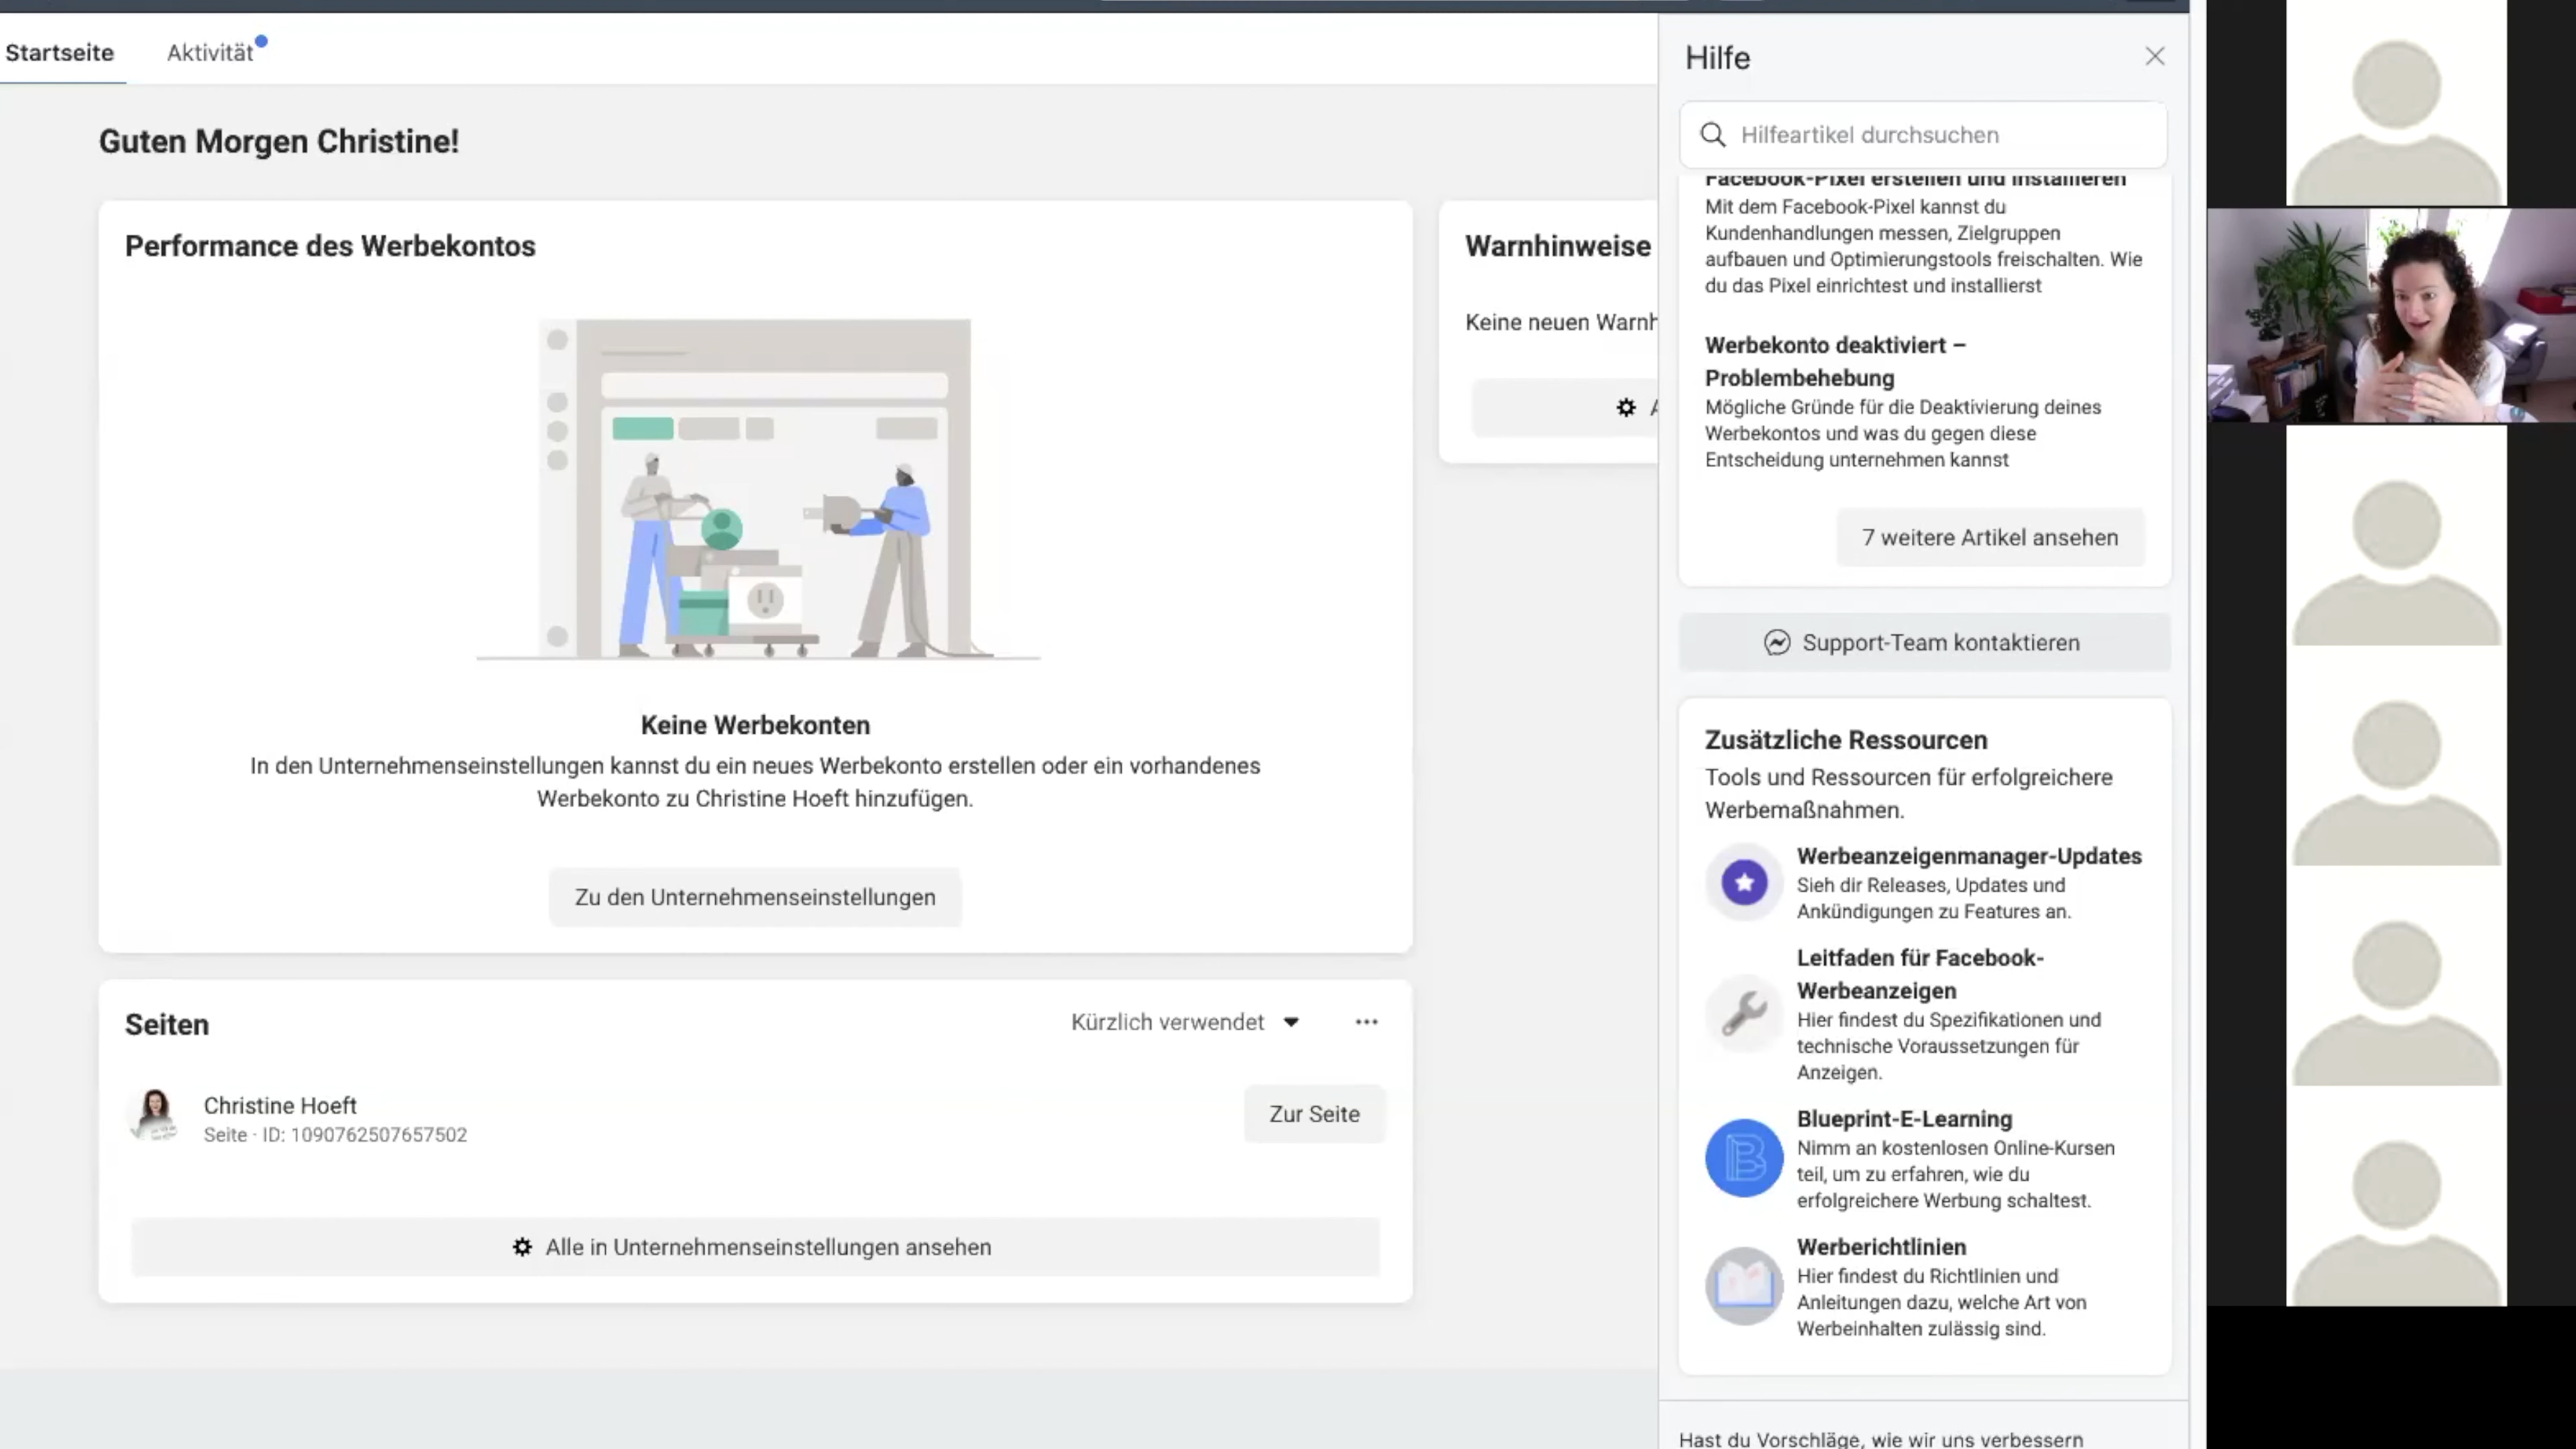 Startseite
Aktivität
Guten Morgen Christine!
Performance des Werbekontos
Keine Werbekonten
In den Unternehmenseinstellungen kannst du ein neues Werbekonto erstellen oder ein vorhandenes
Werbekonto zu Christine Hoeft hinzufügen.
Zu den Unternehmenseinstellungen
Seiten
Kürzlich verwendet
Christine Hoeft
Seite · ID: 1090762507657502
Zur Seite
Alle in Unternehmenseinstellungen ansehen
Warnhinweise
Keine neuen
Hilfe
Hilfeartikel durchsuchen
Facebook-Pixel erstellen und installieren
Mit dem Facebook-Pixel kannst du
Kundenhandlungen messen, Zielgruppen
aufbauen und Optimierungstools freischalten. Wie
du das Pixel einrichtest und installierst
Werbekonto deaktiviert –
Problembehebung
Mögliche Gründe für die Deaktivierung deines
Werbekontos und was du gegen diese
Entscheidung unternehmen kannst
7 weitere Artikel ansehen
Support-Team kontaktieren
Zusätzliche Ressourcen
Tools und Ressourcen für erfolgreichere
Werbemaßnahmen.
Werbeanzeigenmanager-Updates
Sieh dir Releases, Updates und
Ankündigungen zu Features an.
Leitfaden für Facebook-
Werbeanzeigen
Hier findest du Spezifikationen und
technische Voraussetzungen für
Anzeigen.
Blueprint-E-Learning
Nimm an kostenlosen Online-Kursen
teil, um zu erfahren, wie du
erfolgreichere Werbung schaltest.
Werberichtlinien
Hier findest du Richtlinien und
Anleitungen dazu, welche Art von
Werbeinhalten zulässig sind.
Hast du Vorschläge, wie wir uns verbessern